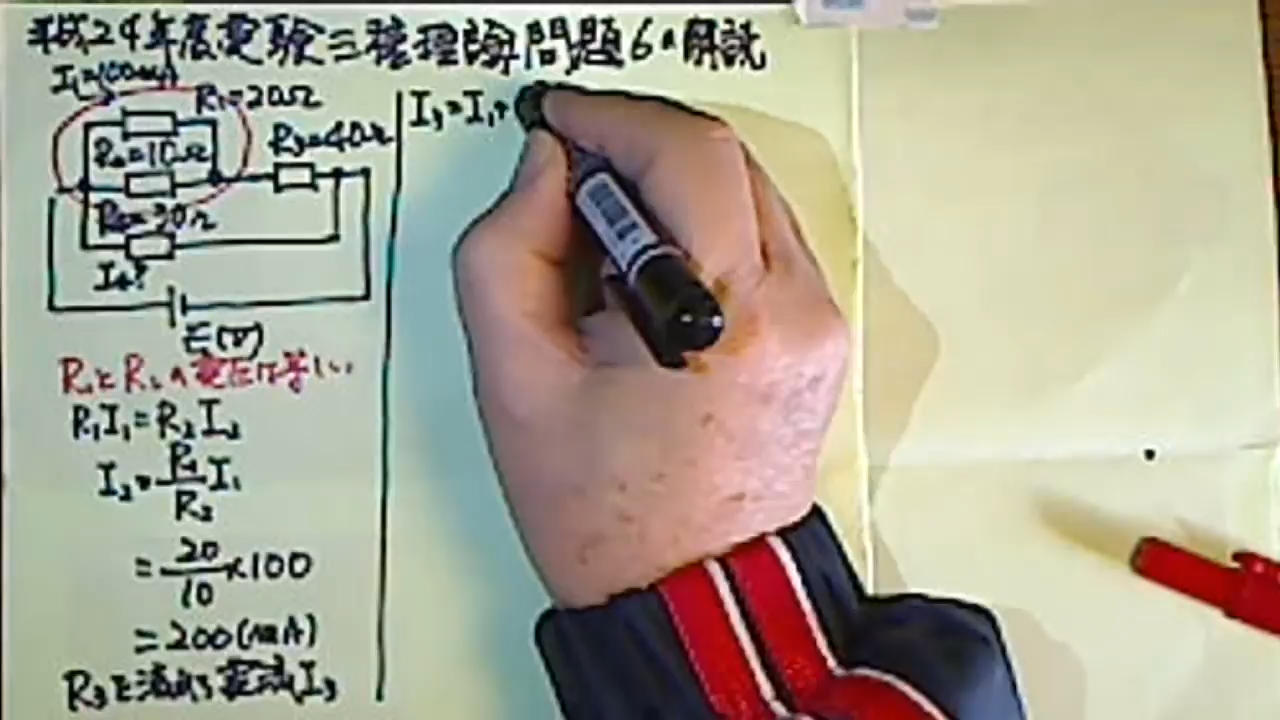 平成24年度電験三種理論問題6の解説
I₁=100mA
R₁=20Ω
R₂=10Ω
R₃=40Ω
R₄=30Ω
I₄?
E(V)
R₁とR₂の電圧は等しい
R₁I₁=R₂I₂
I₂=R₁/R₂ I₁
=20/10×100
=200(mA)
R₃を流れる電流I₃
I₃=I₁+